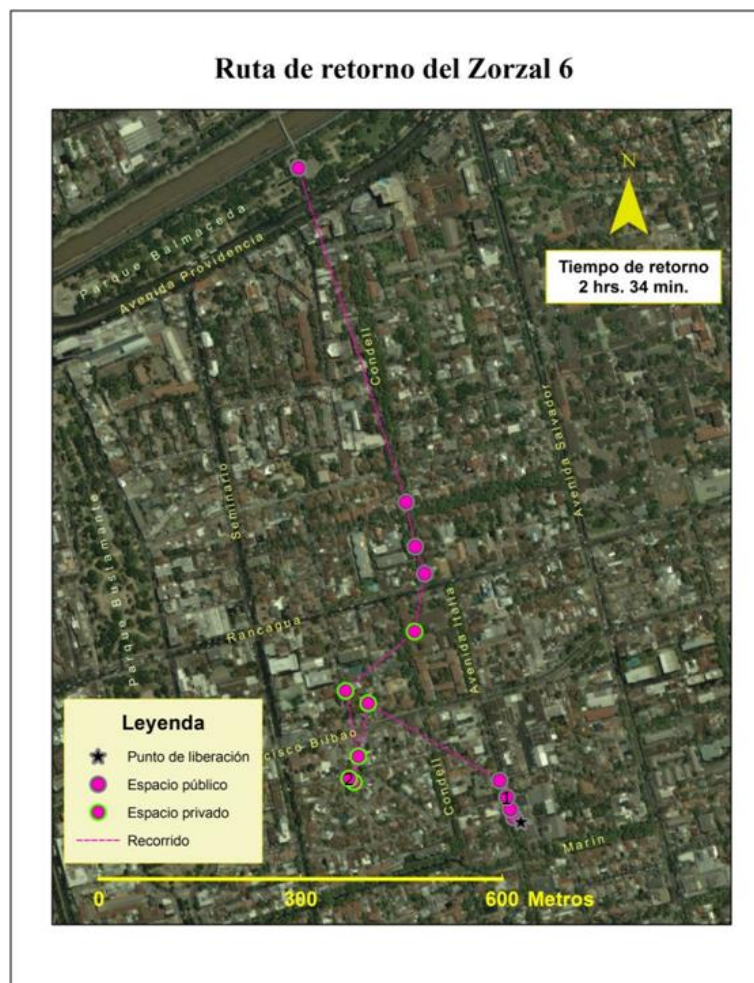 Ruta de retorno del Zorzal 6
N
Tiempo de retorno
2 hrs. 34 min.
Parque Balmaceda
Avenida Providencia
Condell
Avenida Salvador
Seminario
Parque Bustamante
Rancagua
Avenida Italia
cisco Bilbao
Condell
Marín
1
2
Leyenda
Punto de liberación
Espacio público
Espacio privado
Recorrido
0 300 600 Metros